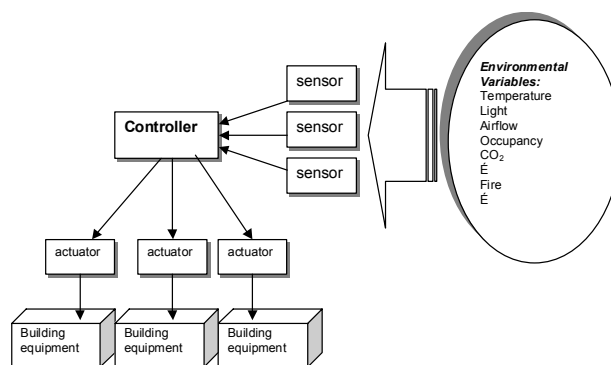 Environmental
Variables:
Temperature
Light
Airflow
Occupancy
CO₂
É
Fire
É
sensor
sensor
sensor
Controller
actuator
actuator
actuator
Building
equipment
Building
equipment
Building
equipment